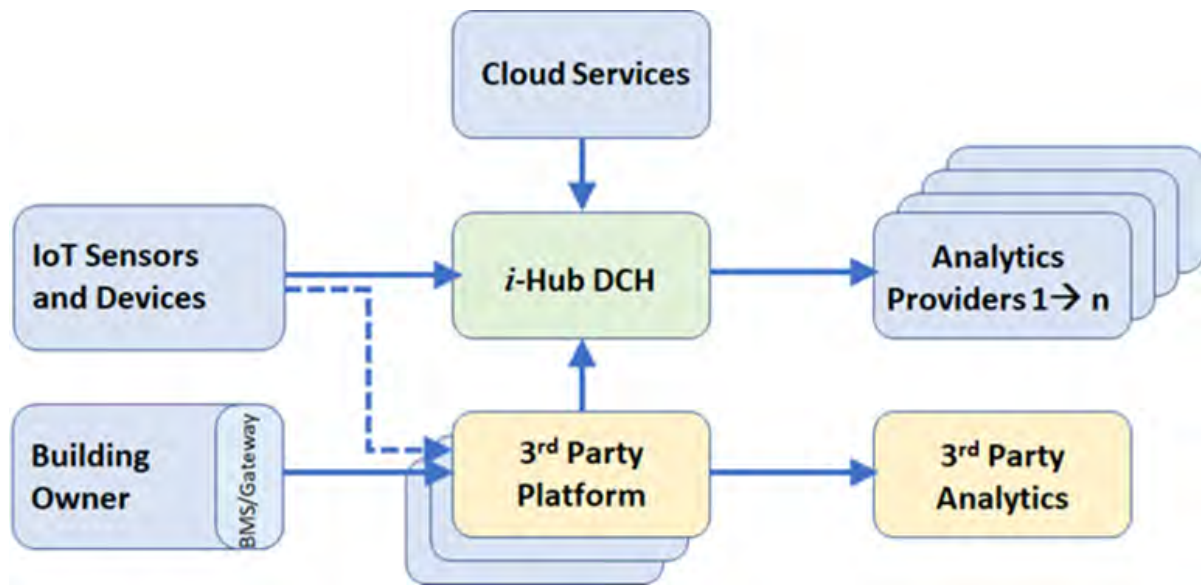 Cloud Services
IoT Sensors
and Devices
i-Hub DCH
Analytics
Providers 1→ n
Building
Owner
BMS/Gateway
3rd Party
Platform
3rd Party
Analytics